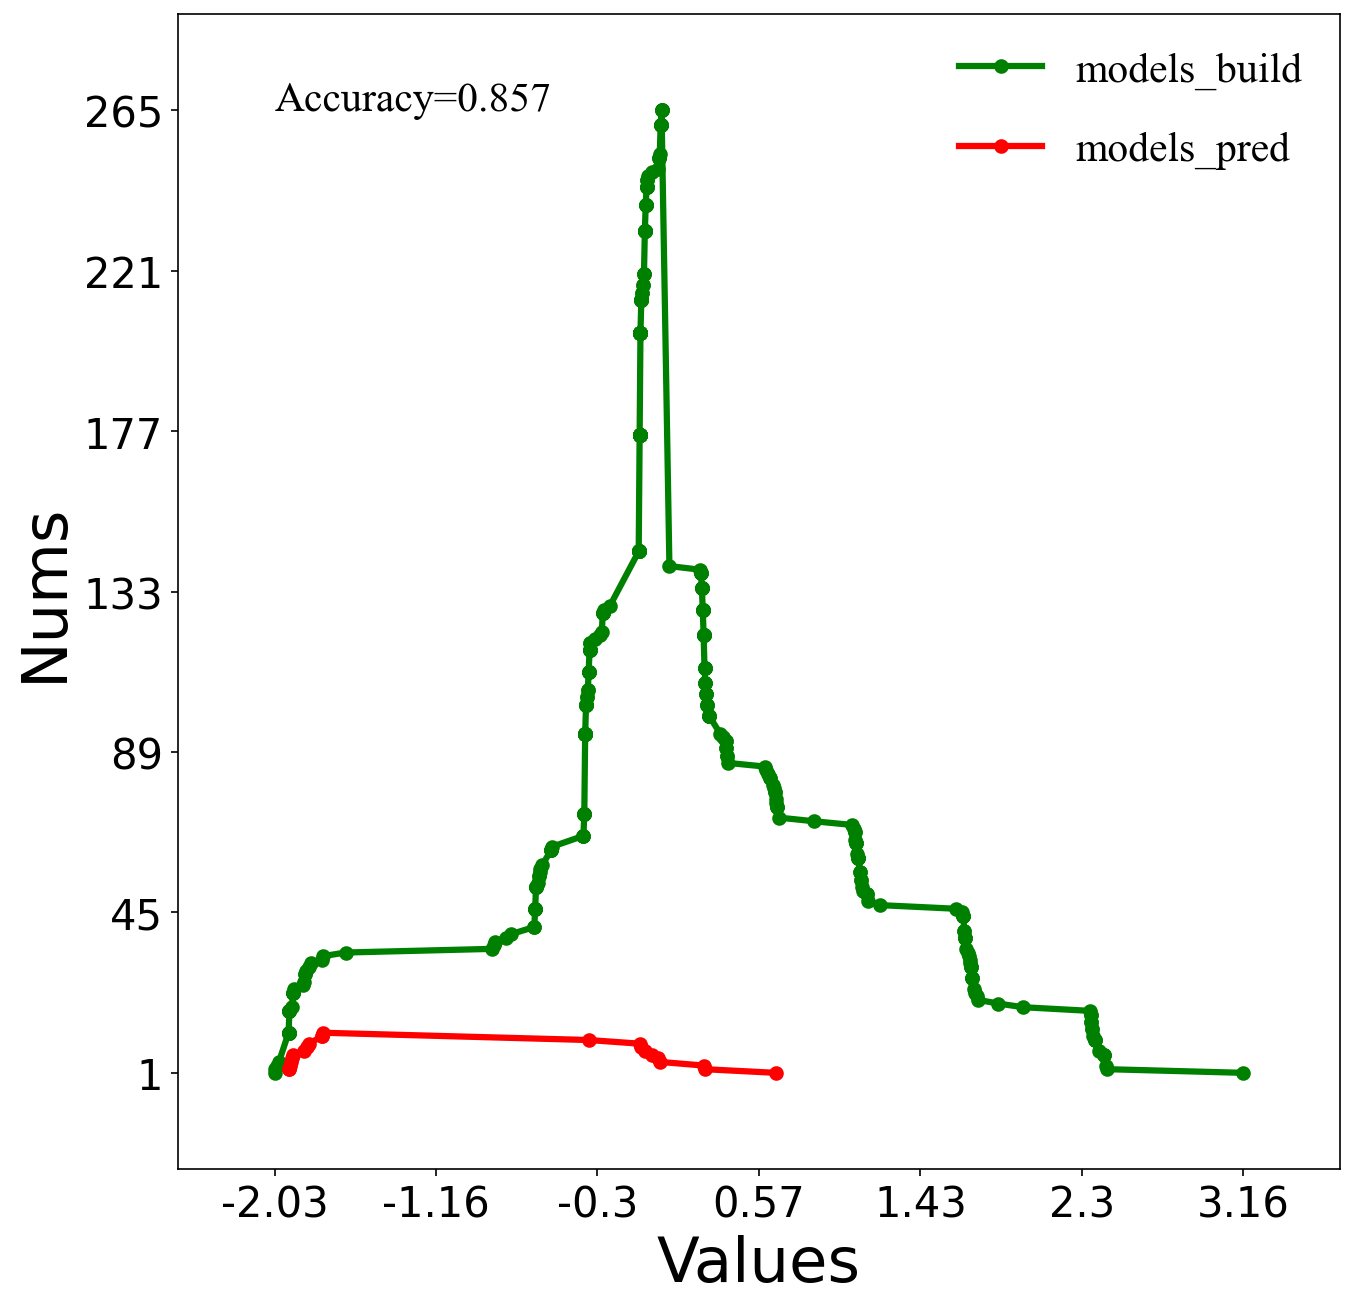 Accuracy=0.857
models_build
models_pred
Nums
265
221
177
133
89
45
1
-2.03 -1.16 -0.3 0.57 1.43 2.3 3.16
Values